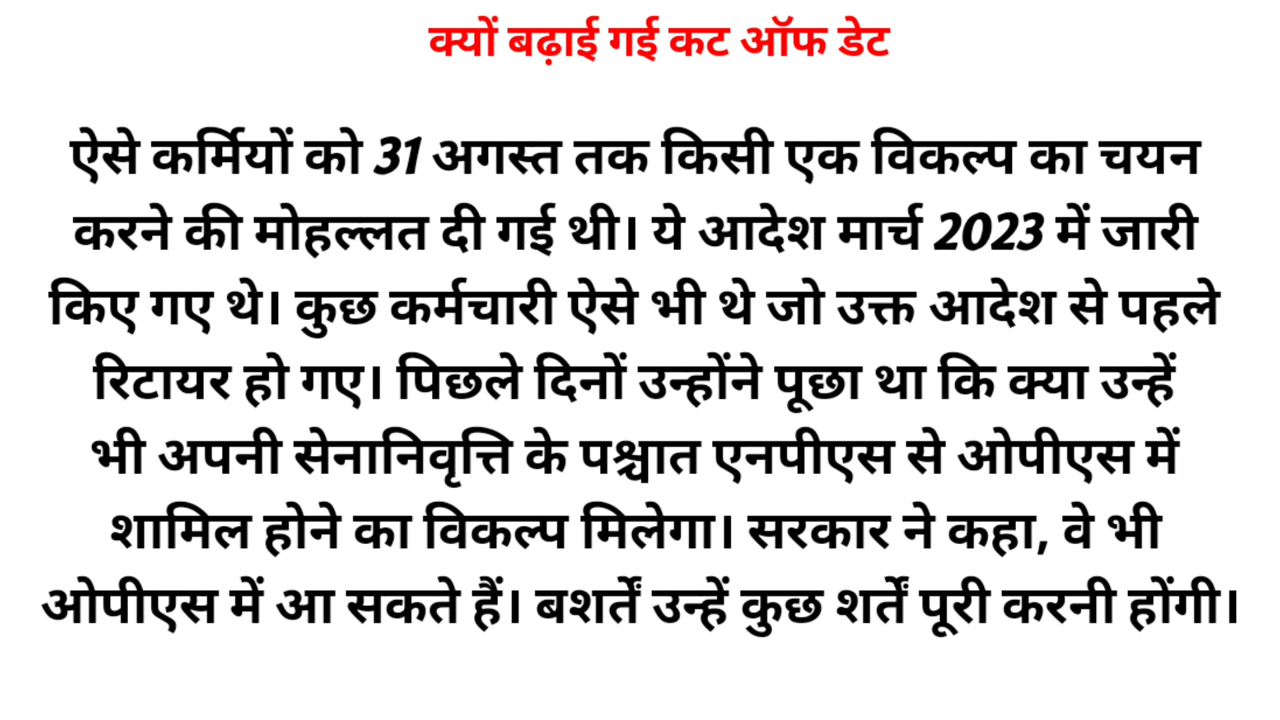 क्यों बढ़ाई गई कट ऑफ डेट
ऐसे कर्मियों को 31 अगस्त तक किसी एक विकल्प का चयन
करने की मोहल्लत दी गई थी। ये आदेश मार्च 2023 में जारी
किए गए थे। कुछ कर्मचारी ऐसे भी थे जो उक्त आदेश से पहले
रिटायर हो गए। पिछले दिनों उन्होंने पूछा था कि क्या उन्हें
भी अपनी सेनानिवृत्ति के पश्चात एनपीएस से ओपीएस में
शामिल होने का विकल्प मिलेगा। सरकार ने कहा, वे भी
ओपीएस में आ सकते हैं। बशर्तें उन्हें कुछ शर्तें पूरी करनी होंगी।